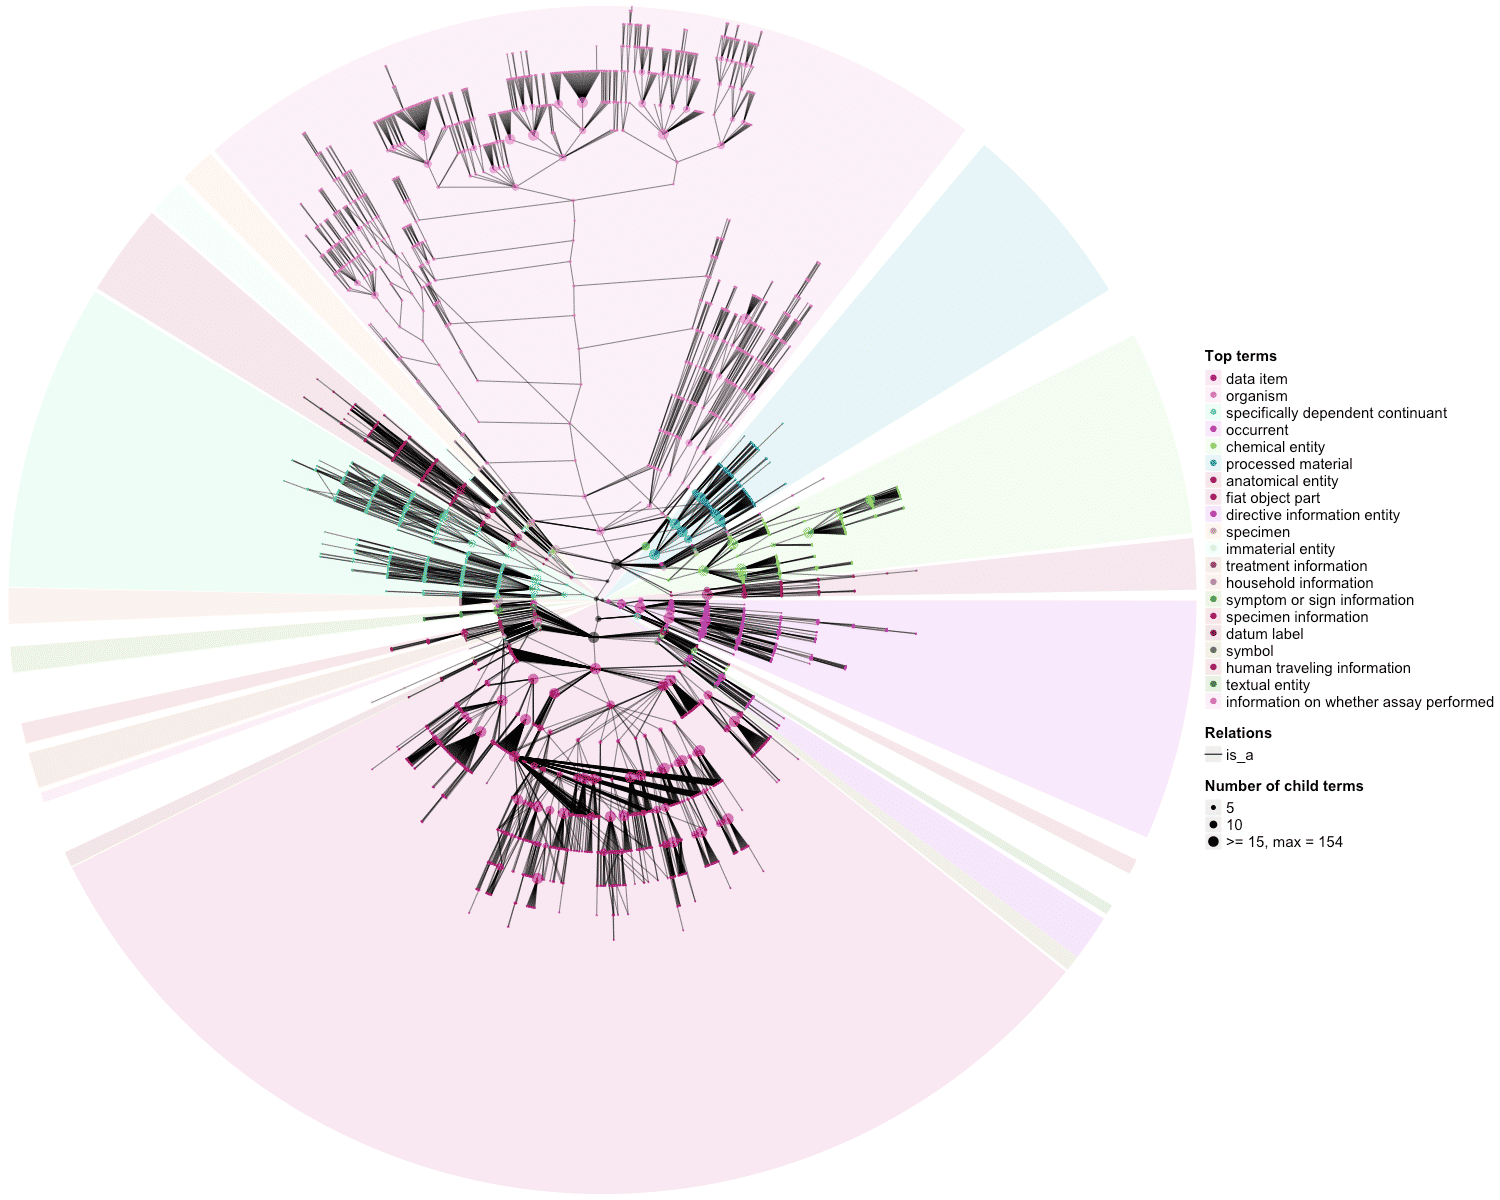 Top terms
data item
organism
specifically dependent continuant
occurrent
chemical entity
processed material
anatomical entity
fiat object part
directive information entity
specimen
immaterial entity
treatment information
household information
symptom or sign information
specimen information
datum label
symbol
human traveling information
textual entity
information on whether assay performed
Relations
is_a
Number of child terms
5
10
>= 15, max = 154